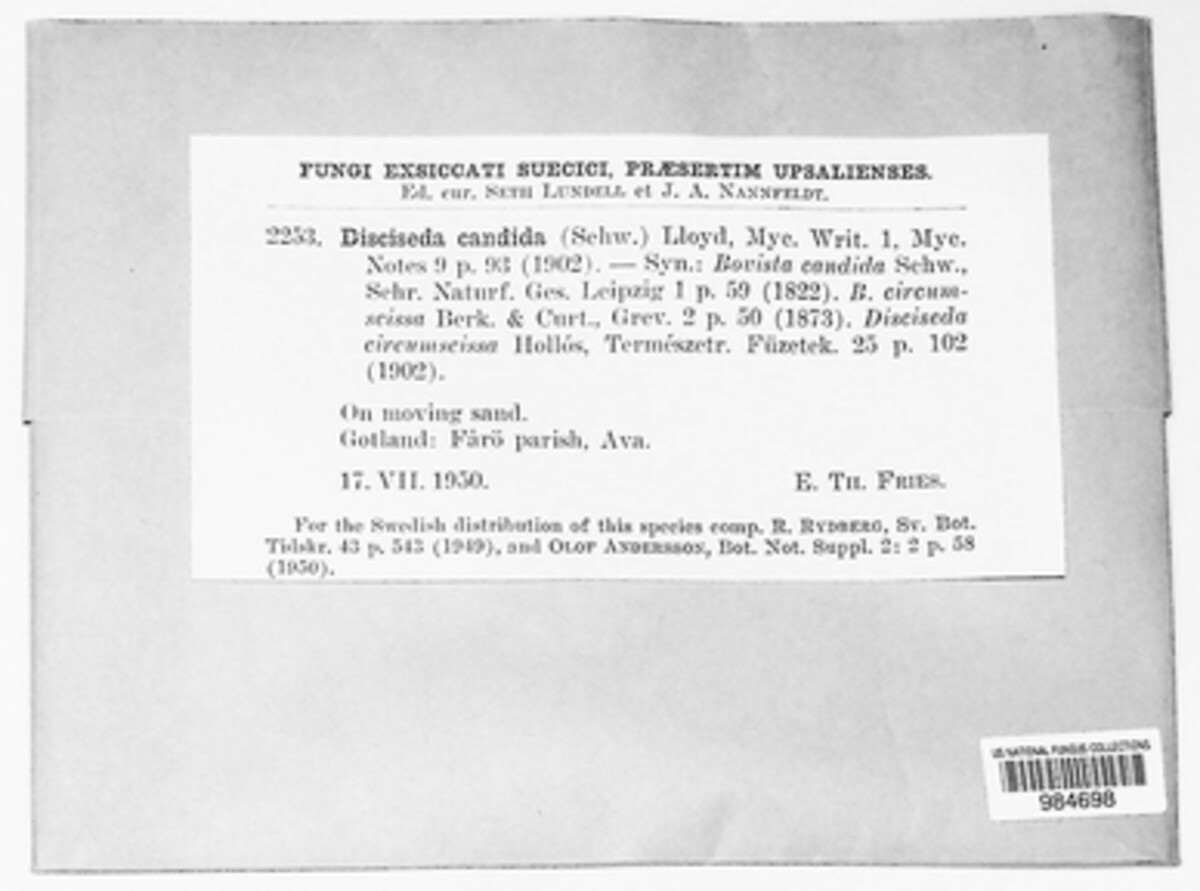 FUNGI EXSICCATI SUECICI, PRÆSERTIM UPSALIENSES.
Ed. cur. SETH LUNDELL et J. A. NANNFELDT.
2253. Disciseda candida (Schw.) Lloyd, Myc. Writ. 1, Myc.
Notes 9 p. 93 (1902). — Syn.: Bovista candida Schw.,
Schr. Naturf. Ges. Leipzig 1 p. 59 (1822). B. circum-
scissa Berk. & Curt., Grev. 2 p. 50 (1873). Disciseda
circumscissa Hollós, Természetr. Füzetek. 25 p. 102
(1902).
On moving sand.
Gotland: Fårö parish, Ava.
17. VII. 1950. E. TH. FRIES.
For the Swedish distribution of this species comp. R. RYDBERG, Sv. Bot.
Tidskr. 43 p. 543 (1949), and OLOF ANDERSSON, Bot. Not. Suppl. 2: 2 p. 58
(1950).
US NATIONAL FUNGUS COLLECTIONS
984698